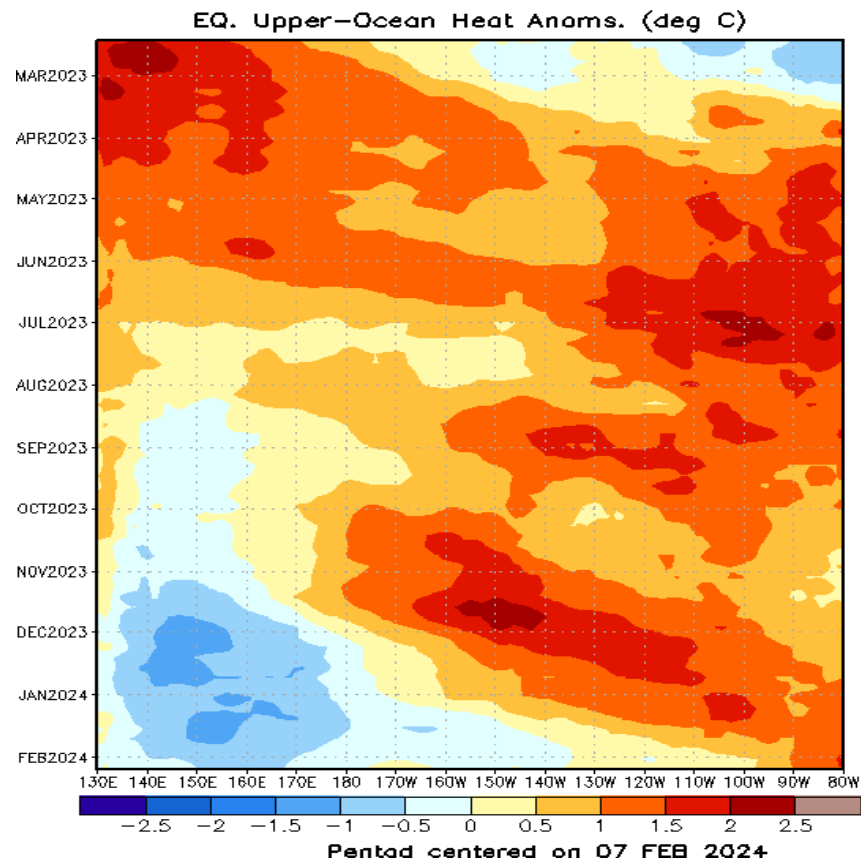 EQ. Upper-Ocean Heat Anoms. (deg C)
MAR2023
APR2023
MAY2023
JUN2023
JUL2023
AUG2023
SEP2023
OCT2023
NOV2023
DEC2023
JAN2024
FEB2024
130E 140E 150E 160E 170E 180 170W 160W 150W 140W 130W 120W 110W 100W 90W 80W
-2.5 -2 -1.5 -1 -0.5 0 0.5 1 1.5 2 2.5
Pentad centered on 07 FEB 2024